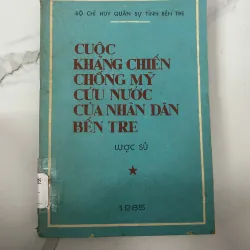 BỘ CHỈ HUY QUÂN SỰ TỈNH BẾN TRE
CUỘC
KHÁNG CHIẾN
CHỐNG MỸ
CỨU NƯỚC
CỦA NHÂN DÂN
BẾN TRE
LƯỢC SỬ